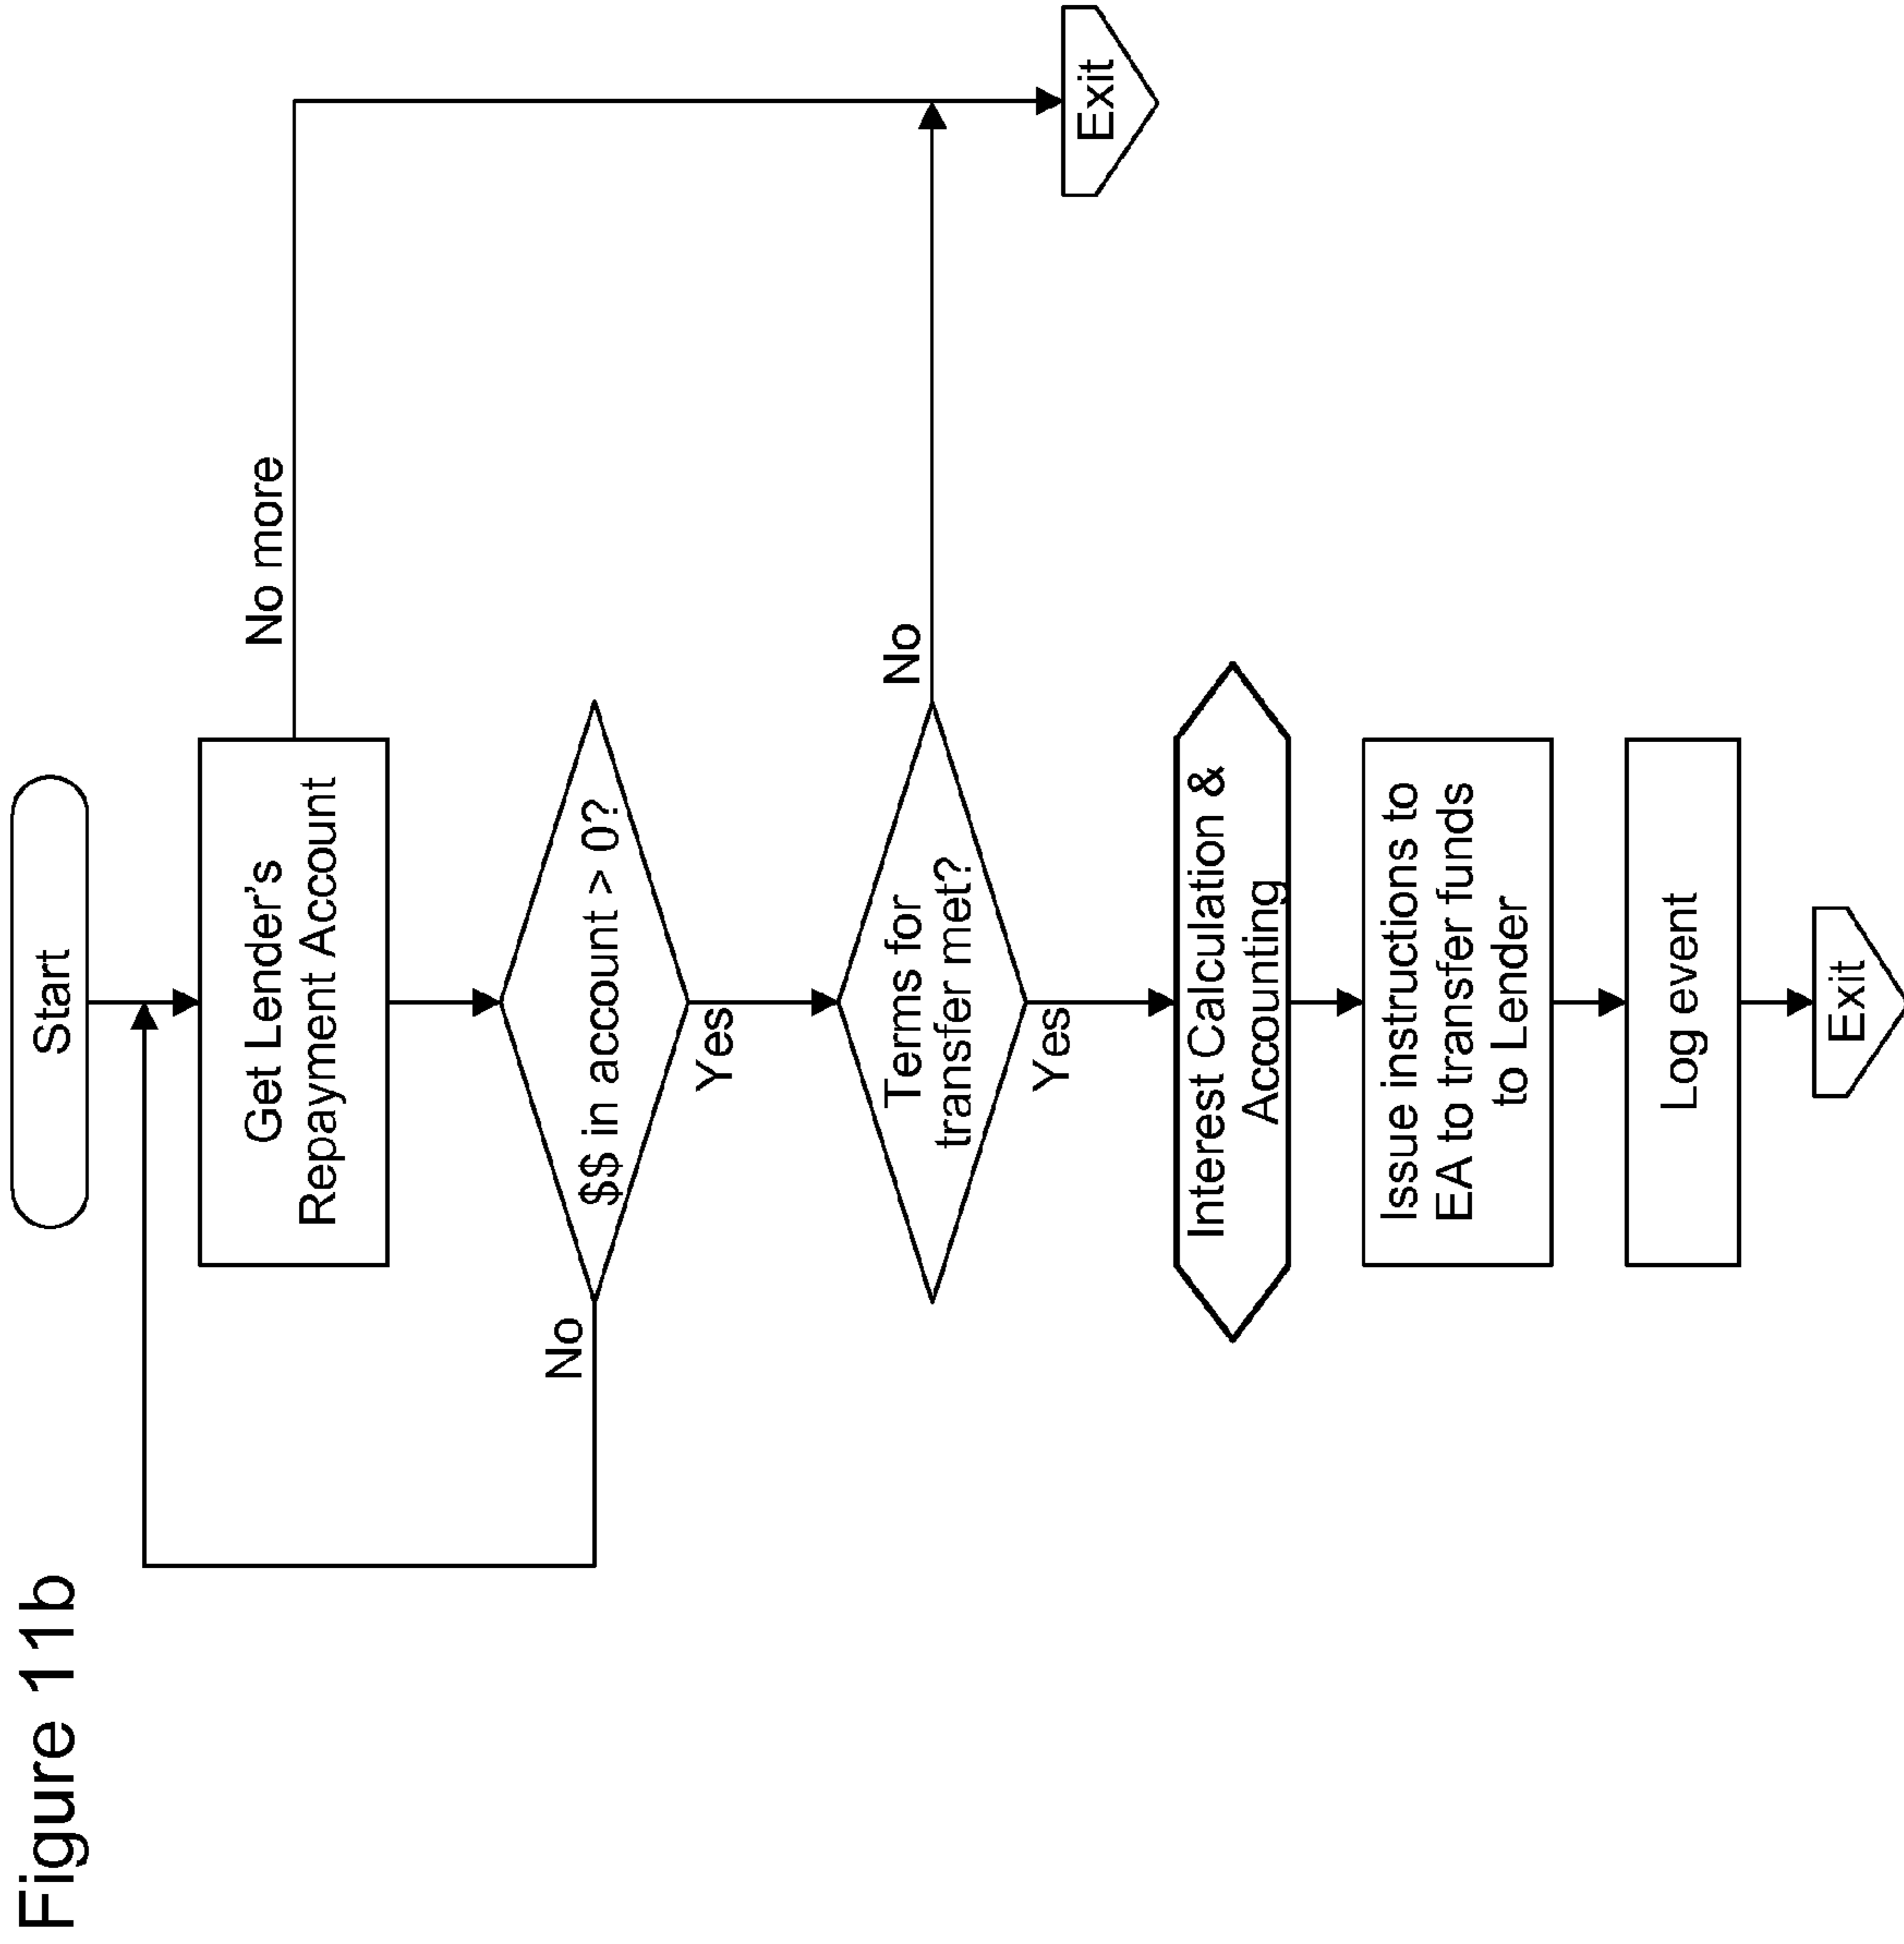 Figure 11b
Start
Get Lender's
Repayment Account
No more
$$ in account > 0?
No
Yes
Terms for
transfer met?
No
Yes
Exit
Interest Calculation &
Accounting
Issue instructions to
EA to transfer funds
to Lender
Log event
Exit